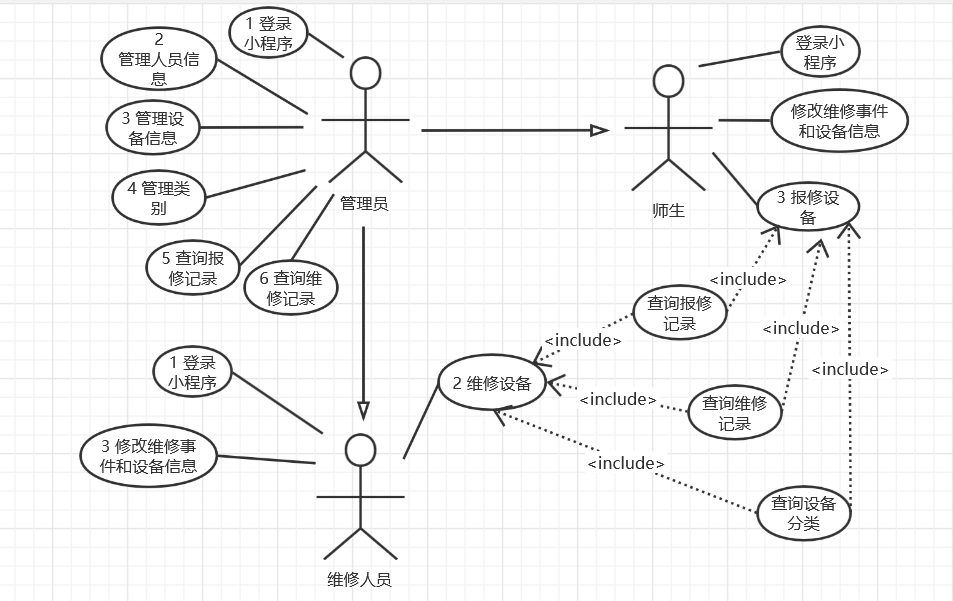 1 登录
小程序
2
管理人员信
息
3 管理设
备信息
4 管理类
别
5 查询报
修记录
6 查询维
修记录
管理员
登录小
程序
修改维修事件
和设备信息
3 报修设
备
师生
<include>
查询报修
记录
<include>
<include>
<include>
1 登录
小程序
2 维修设备
<include>
查询维修
记录
3 修改维修事
件和设备信息
<include>
查询设备
分类
维修人员